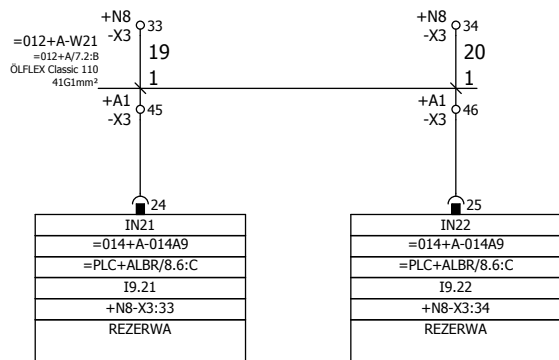 +N8
-X3
33
=012+A-W21
=012+A/7.2:B
ÖLFLEX Classic 110
41G1mm²
19
1
+A1
-X3
45
24
IN21
=014+A-014A9
=PLC+ALBR/8.6:C
I9.21
+N8-X3:33
REZERWA
+N8
-X3
34
20
1
+A1
-X3
46
25
IN22
=014+A-014A9
=PLC+ALBR/8.6:C
I9.22
+N8-X3:34
REZERWA